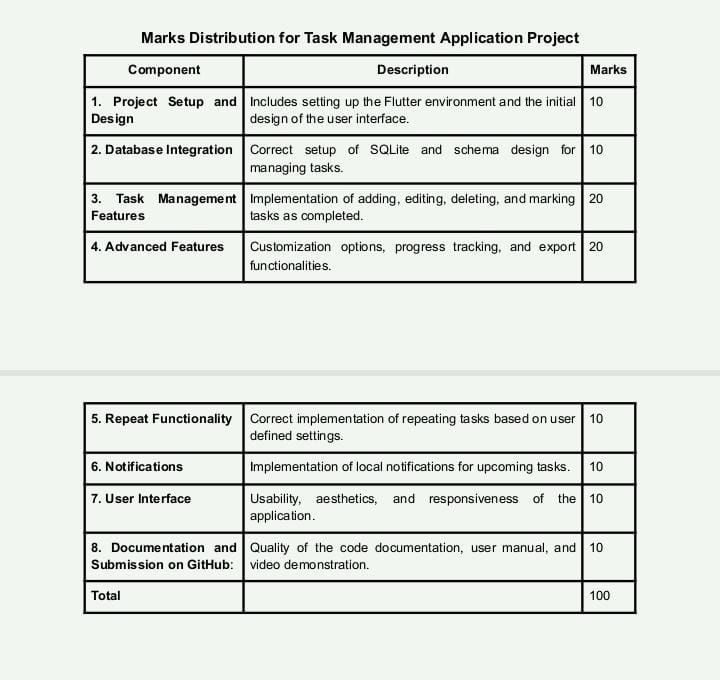 Marks Distribution for Task Management Application Project
Component Description Marks
1. Project Setup and Design
Includes setting up the Flutter environment and the initial
design of the user interface.
10
2. Database Integration
Correct setup of SQLite and schema design for
managing tasks.
10
3. Task Management
Features
Implementation of adding, editing, deleting, and marking
tasks as completed.
20
4. Advanced Features
Customization options, progress tracking, and export
functionalities.
20
5. Repeat Functionality
Correct implementation of repeating tasks based on user
defined settings.
10
6. Notifications
Implementation of local notifications for upcoming tasks.
10
7. User Interface
Usability, aesthetics, and responsiveness of the
application.
10
8. Documentation and
Submission on GitHub:
Quality of the code documentation, user manual, and
video demonstration.
10
Total
100